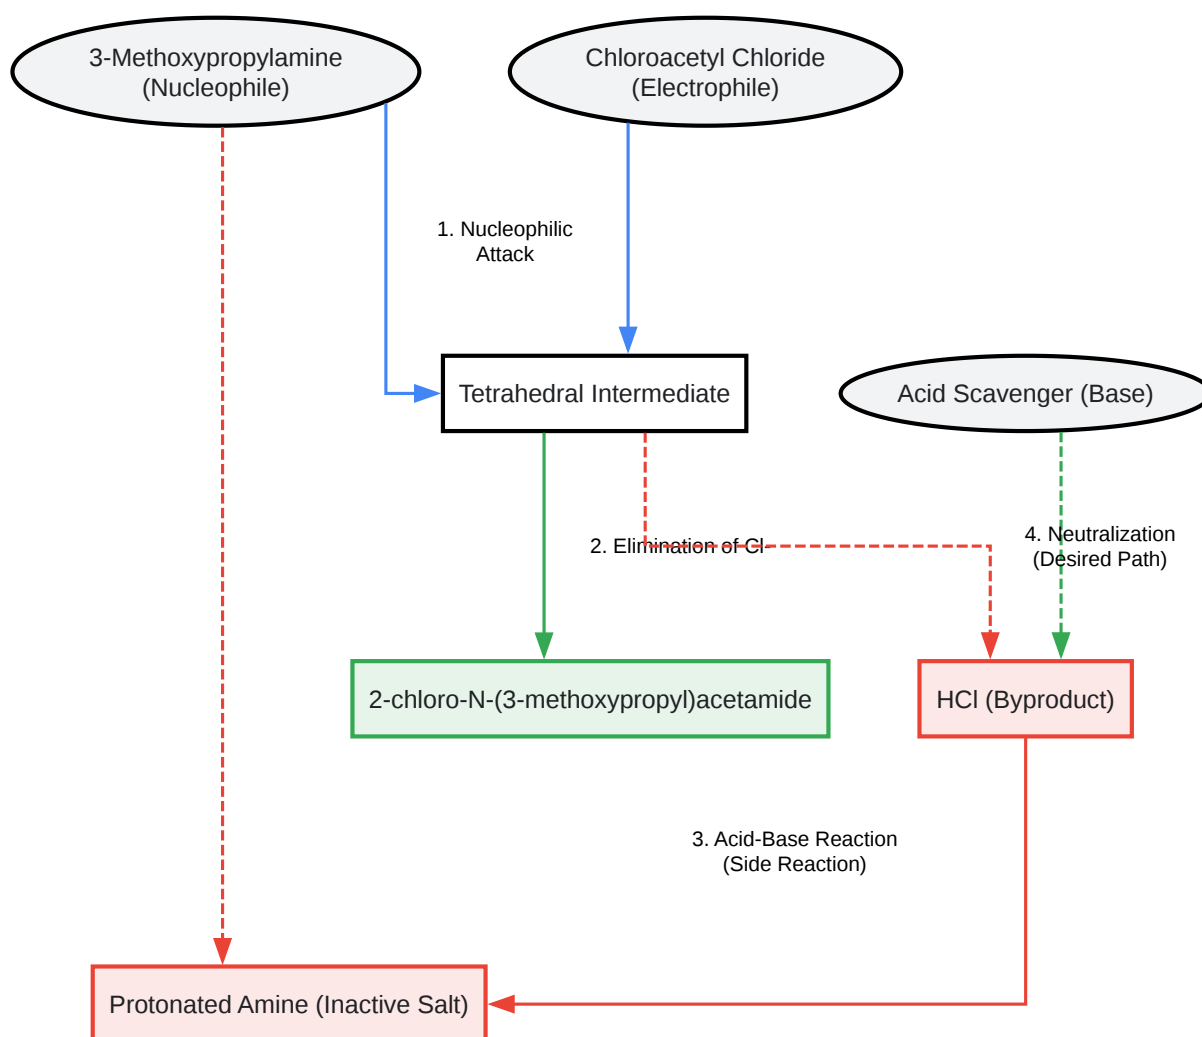 3-Methoxypropylamine
(Nucleophile)
Chloroacetyl Chloride
(Electrophile)
1. Nucleophilic
Attack
Tetrahedral Intermediate
Acid Scavenger (Base)
2. Elimination of Cl-
4. Neutralization
(Desired Path)
2-chloro-N-(3-methoxypropyl)acetamide
HCl (Byproduct)
3. Acid-Base Reaction
(Side Reaction)
Protonated Amine (Inactive Salt)